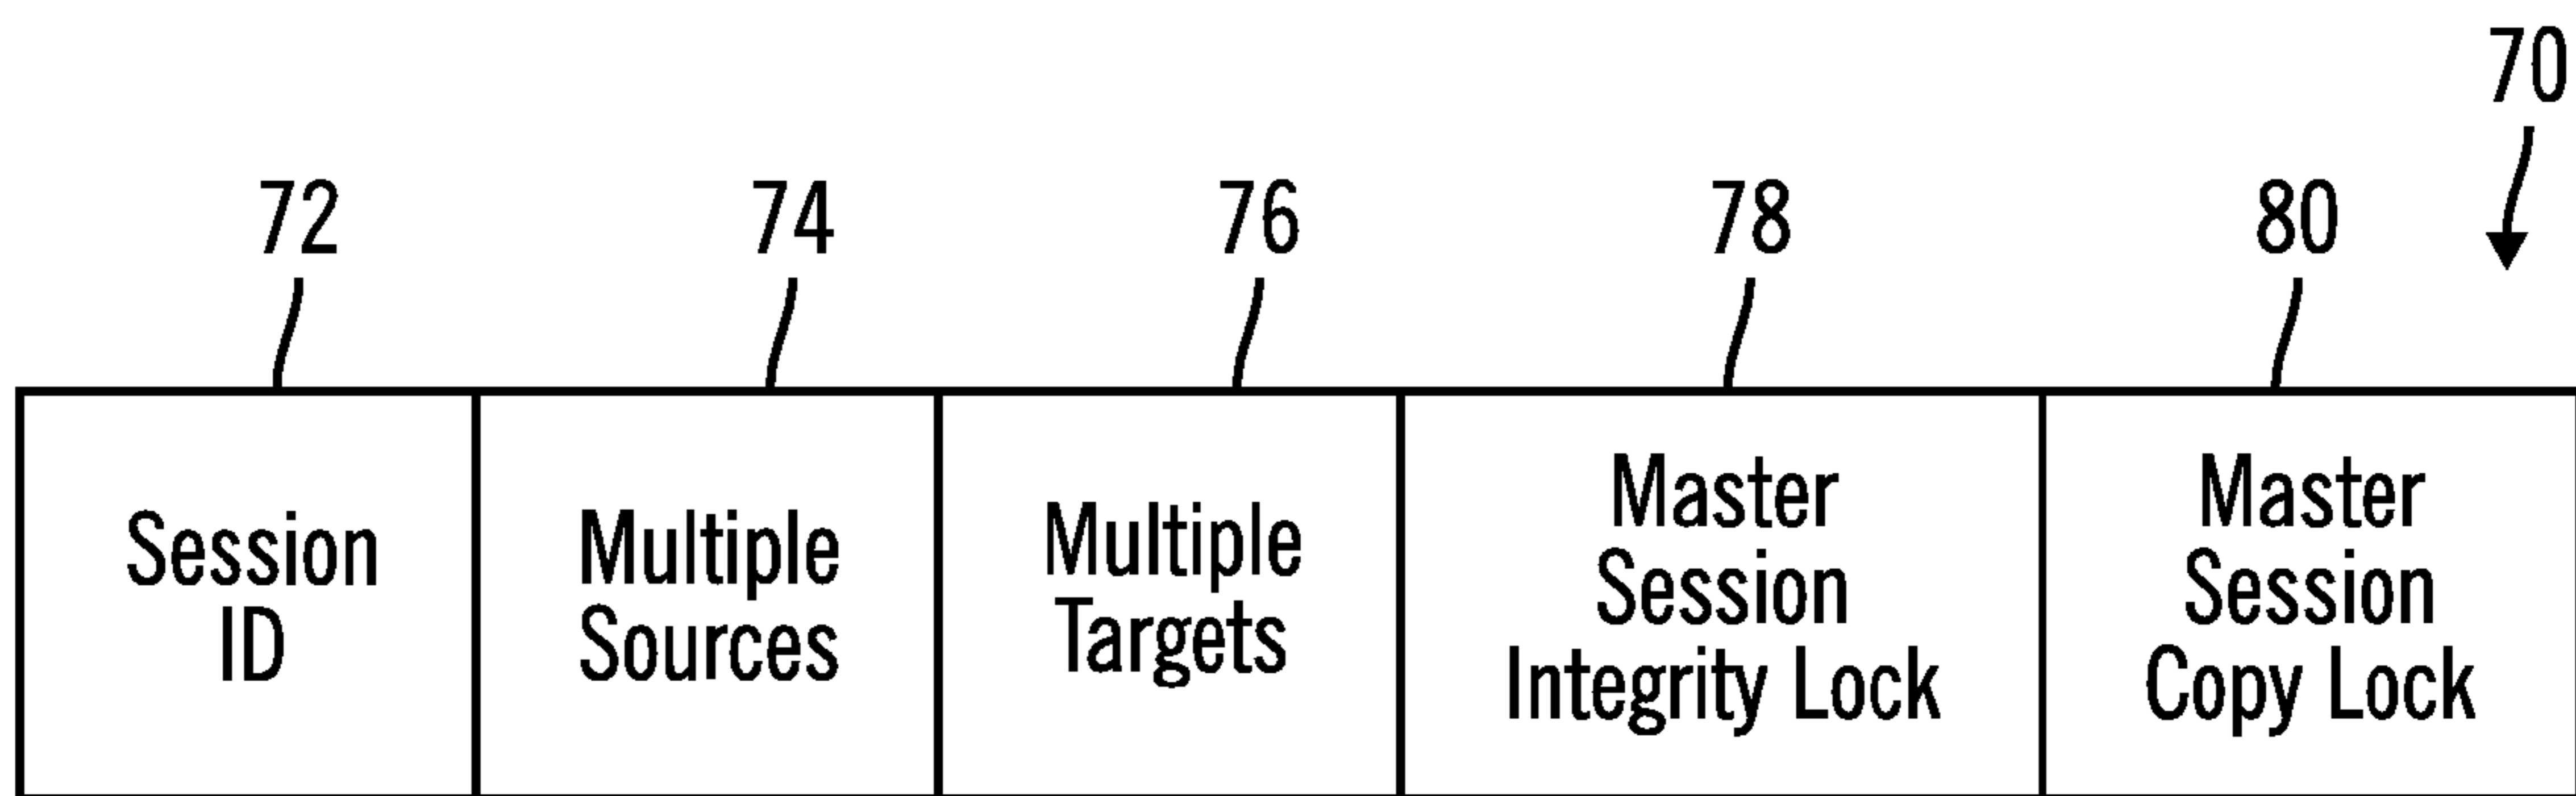 70
72
74
76
78
80
Session
ID
Multiple
Sources
Multiple
Targets
Master
Session
Integrity Lock
Master
Session
Copy Lock